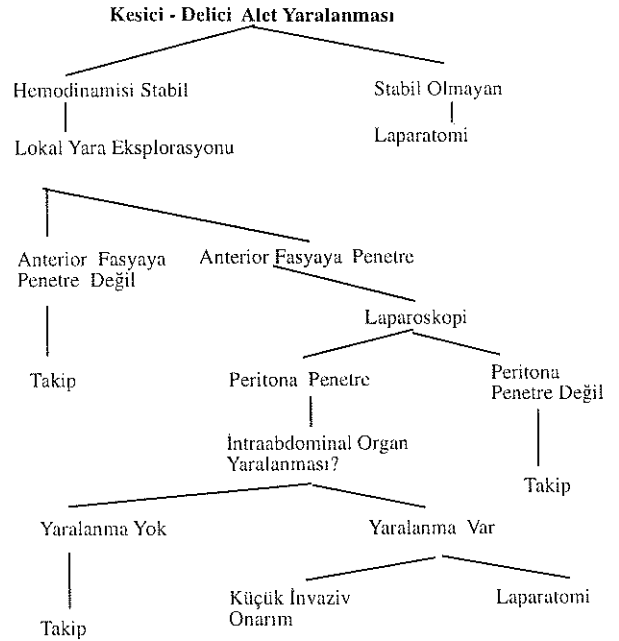 Kesici - Delici Alet Yaralanması
Hemodinamisi Stabil
Stabil Olmayan
Lokal Yara Eksplorasyonu
Laparatomi
Anterior Fasyaya
Penetre Değil
Anterior Fasyaya Penetre
Laparoskopi
Takip
Peritona Penetre
Peritona
Penetre Değil
İntraabdominal Organ
Yaralanması?
Takip
Yaralanma Yok
Yaralanma Var
Takip
Küçük İnvaziv
Onarım
Laparatomi